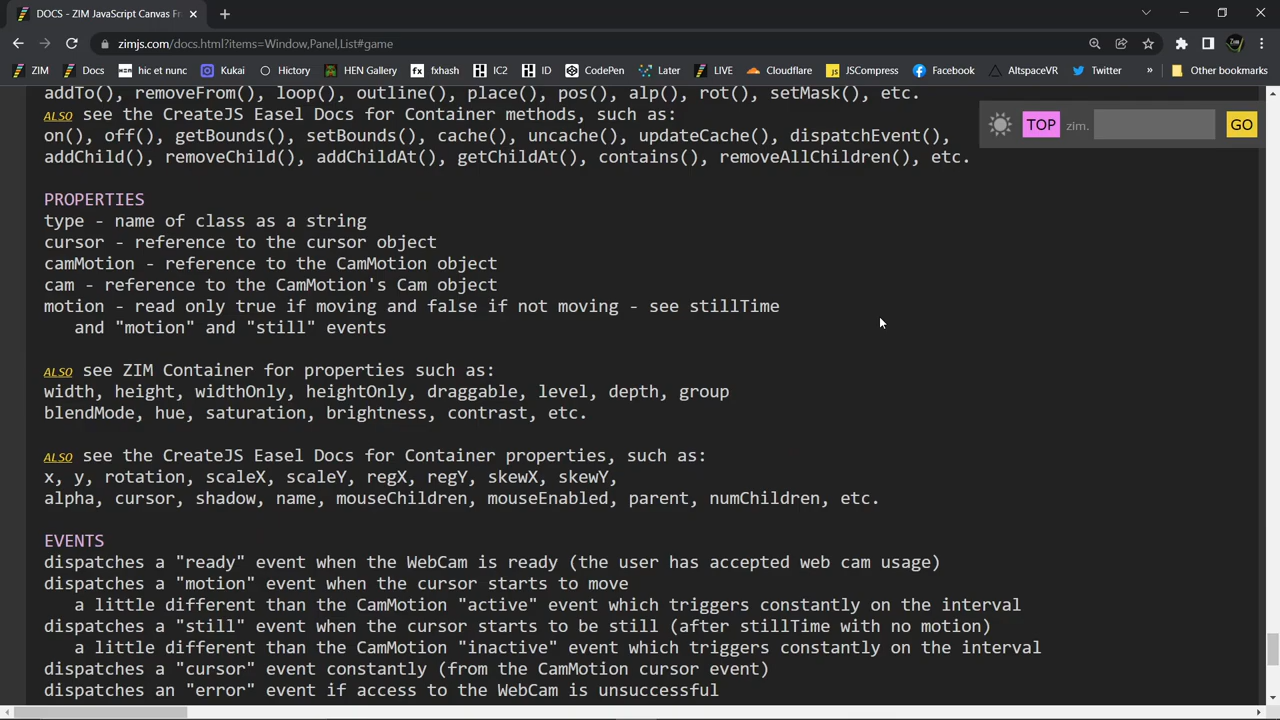 DOCS - ZIM JavaScript Canvas Fr
zimjs.com/docs.html?items=Window,Panel,List#game
ZIM Docs hic et nunc Kukai Hictory HEN Gallery fxhash IC2 ID CodePen Later LIVE Cloudflare JSCompress Facebook AltspaceVR Twitter » Other bookmarks
addTo(), removeFrom(), loop(), outline(), place(), pos(), alp(), rot(), setMask(), etc.
ALSO see the CreateJS Easel Docs for Container methods, such as:
TOP zim. GO
on(), off(), getBounds(), setBounds(), cache(), uncache(), updateCache(), dispatchEvent(),
addChild(), removeChild(), addChildAt(), getChildAt(), contains(), removeAllChildren(), etc.
PROPERTIES
type - name of class as a string
cursor - reference to the cursor object
camMotion - reference to the CamMotion object
cam - reference to the CamMotion's Cam object
motion - read only true if moving and false if not moving - see stillTime
and "motion" and "still" events
ALSO see ZIM Container for properties such as:
width, height, widthOnly, heightOnly, draggable, level, depth, group
blendMode, hue, saturation, brightness, contrast, etc.
ALSO see the CreateJS Easel Docs for Container properties, such as:
x, y, rotation, scaleX, scaleY, regX, regY, skewX, skewY,
alpha, cursor, shadow, name, mouseChildren, mouseEnabled, parent, numChildren, etc.
EVENTS
dispatches a "ready" event when the WebCam is ready (the user has accepted web cam usage)
dispatches a "motion" event when the cursor starts to move
a little different than the CamMotion "active" event which triggers constantly on the interval
dispatches a "still" event when the cursor starts to be still (after stillTime with no motion)
a little different than the CamMotion "inactive" event which triggers constantly on the interval
dispatches a "cursor" event constantly (from the CamMotion cursor event)
dispatches an "error" event if access to the WebCam is unsuccessful